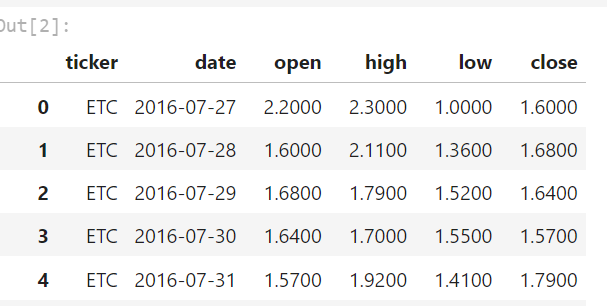 Out[2]:
ticker date open high low close
0 ETC 2016-07-27 2.2000 2.3000 1.0000 1.6000
1 ETC 2016-07-28 1.6000 2.1100 1.3600 1.6800
2 ETC 2016-07-29 1.6800 1.7900 1.5200 1.6400
3 ETC 2016-07-30 1.6400 1.7000 1.5500 1.5700
4 ETC 2016-07-31 1.5700 1.9200 1.4100 1.7900